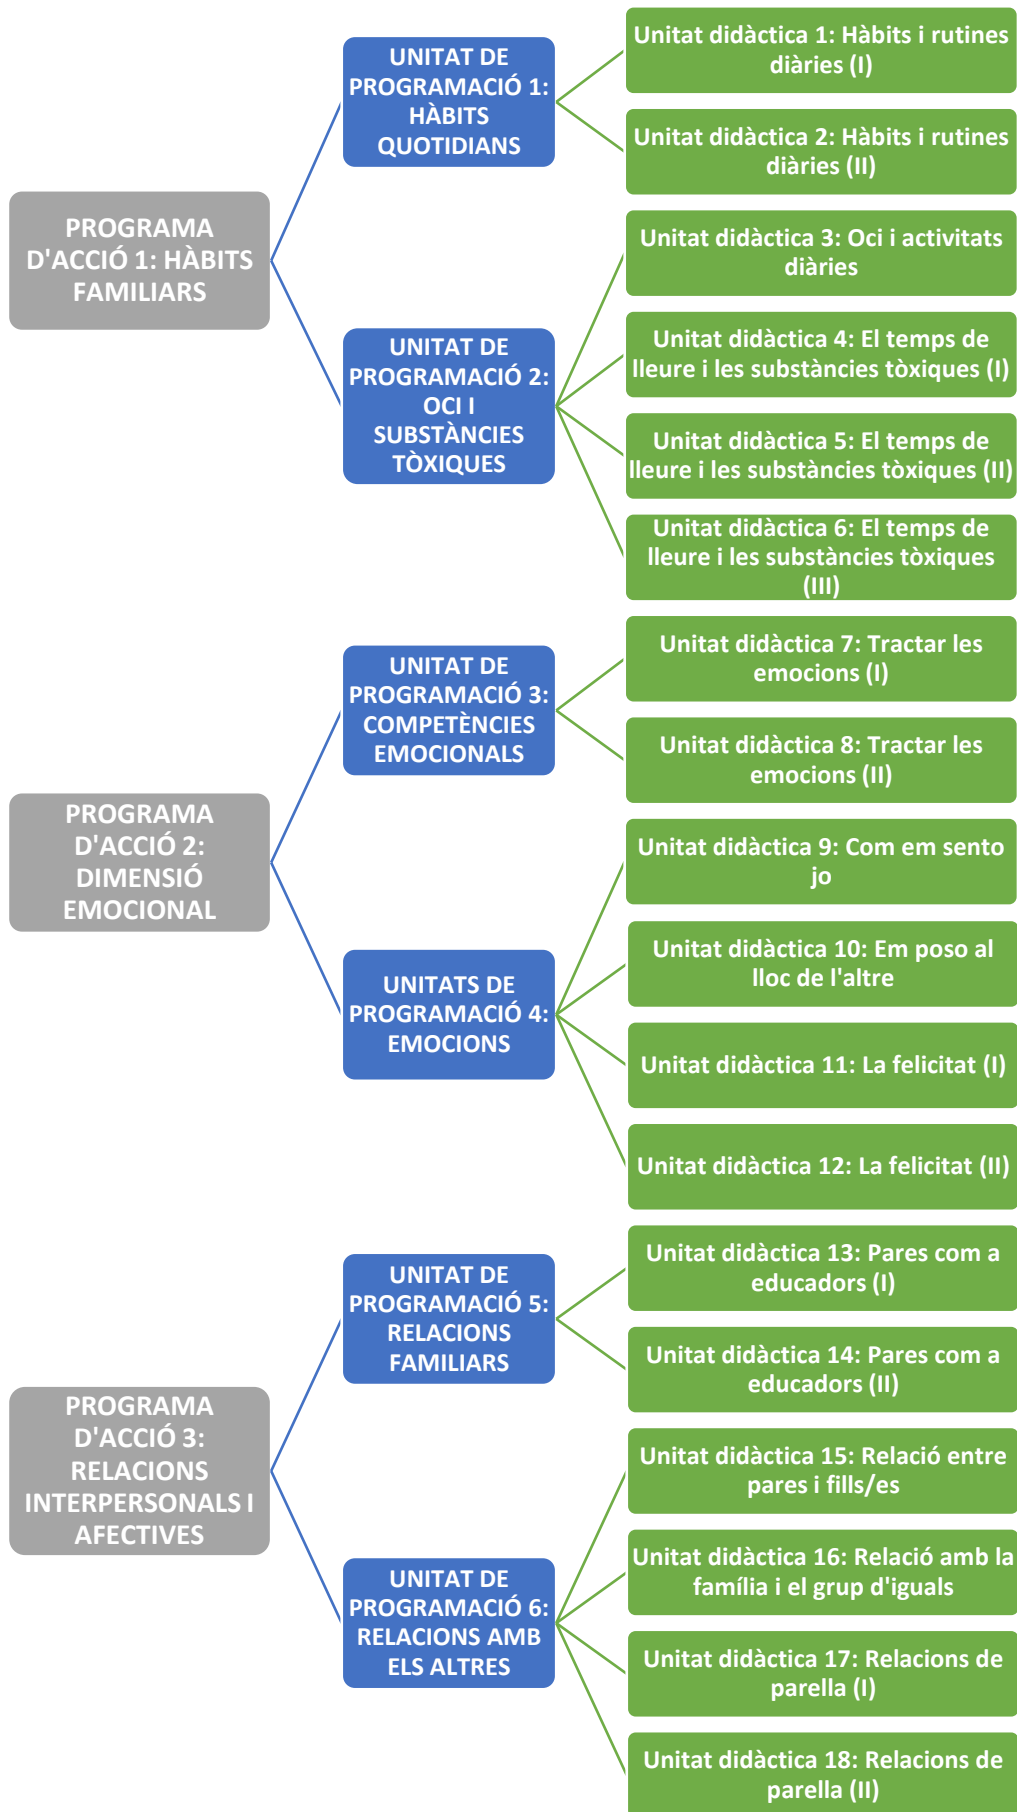 PROGRAMA
D'ACCIÓ 1: HÀBITS
FAMILIARS
UNITAT DE
PROGRAMACIÓ 1:
HÀBITS
QUOTIDIANS
Unitat didàctica 1: Hàbits i rutines
diàries (I)
Unitat didàctica 2: Hàbits i rutines
diàries (II)
UNITAT DE
PROGRAMACIÓ 2:
OCI I
SUBSTÀNCIES
TÒXIQUES
Unitat didàctica 3: Oci i activitats
diàries
Unitat didàctica 4: El temps de
lleure i les substàncies tòxiques (I)
Unitat didàctica 5: El temps de
lleure i les substàncies tòxiques (II)
Unitat didàctica 6: El temps de
lleure i les substàncies tòxiques
(III)
PROGRAMA
D'ACCIÓ 2:
DIMENSIÓ
EMOCIONAL
UNITAT DE
PROGRAMACIÓ 3:
COMPETÈNCIES
EMOCIONALS
Unitat didàctica 7: Tractar les
emocions (I)
Unitat didàctica 8: Tractar les
emocions (II)
UNITATS DE
PROGRAMACIÓ 4:
EMOCIONS
Unitat didàctica 9: Com em sento
jo
Unitat didàctica 10: Em poso al
lloc de l'altre
Unitat didàctica 11: La felicitat (I)
Unitat didàctica 12: La felicitat (II)
PROGRAMA
D'ACCIÓ 3:
RELACIONS
INTERPERSONALS I
AFECTIVES
UNITAT DE
PROGRAMACIÓ 5:
RELACIONS
FAMILIARS
Unitat didàctica 13: Pares com a
educadors (I)
Unitat didàctica 14: Pares com a
educadors (II)
UNITAT DE
PROGRAMACIÓ 6:
RELACIONS AMB
ELS ALTRES
Unitat didàctica 15: Relació entre
pares i fills/es
Unitat didàctica 16: Relació amb la
família i el grup d'iguals
Unitat didàctica 17: Relacions de
parella (I)
Unitat didàctica 18: Relacions de
parella (II)